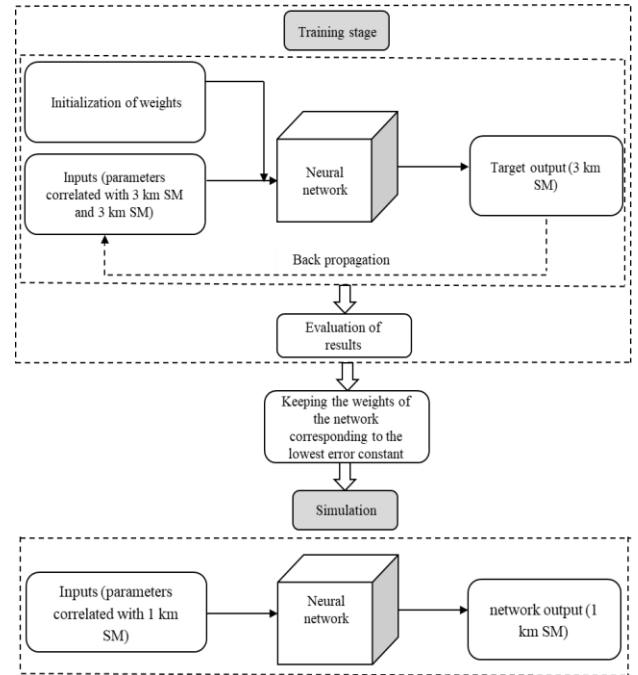 Training stage
Initialization of weights
Inputs (parameters
correlated with 3 km SM
and 3 km SM)
Neural
network
Target output (3 km
SM)
Back propagation
Evaluation of
results
Keeping the weights of
the network
corresponding to the
lowest error constant
Simulation
Inputs (parameters
correlated with 1 km
SM)
Neural
network
network output (1
km SM)